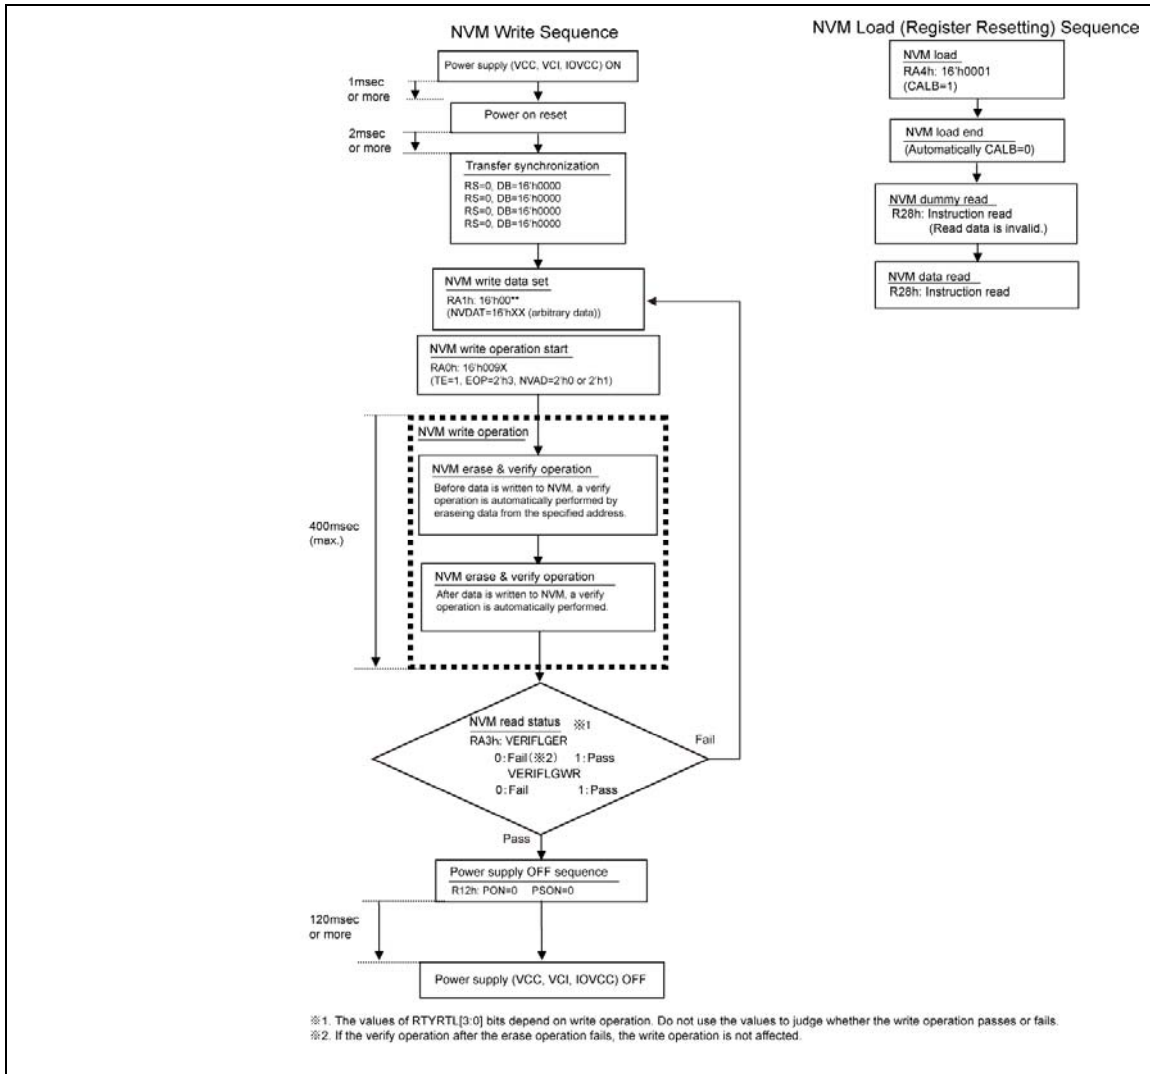 NVM Write Sequence
Power supply (VCC, VCI, IOVCC) ON
1msec
or more
Power on reset
2msec
or more
Transfer synchronization
RS=0, DB=16'h0000
RS=0, DB=16'h0000
RS=0, DB=16'h0000
RS=0, DB=16'h0000
NVM write data set
RA1h: 16'h00**
(NVDAT=16'hXX (arbitrary data))
NVM write operation start
RA0h: 16'h009X
(TE=1, EOP=2'h3, NVAD=2'h0 or 2'h1)
NVM write operation
NVM erase & verify operation
Before data is written to NVM, a verify
operation is automatically performed by
eraseing data from the specified address.
400msec
(max.)
NVM erase & verify operation
After data is written to NVM, a verify
operation is automatically performed.
NVM read status ※1
RA3h: VERIFLGER
0:Fail(※2) 1:Pass
VERIFLGWR
0:Fail 1:Pass
Fail
Pass
Power supply OFF sequence
R12h: PON=0 PSON=0
120msec
or more
Power supply (VCC, VCI, IOVCC) OFF
NVM Load (Register Resetting) Sequence
NVM load
RA4h: 16'h0001
(CALB=1)
NVM load end
(Automatically CALB=0)
NVM dummy read
R28h: Instruction read
(Read data is invalid.)
NVM data read
R28h: Instruction read
※1. The values of RTYRTL[3:0] bits depend on write operation. Do not use the values to judge whether the write operation passes or fails.
※2. If the verify operation after the erase operation fails, the write operation is not affected.